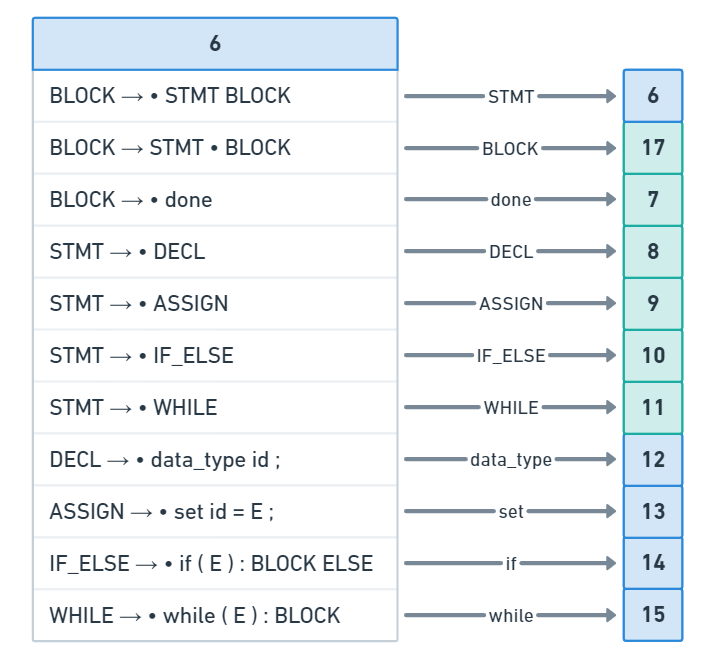 6
BLOCK → • STMT BLOCK STMT 6
BLOCK → STMT • BLOCK BLOCK 17
BLOCK → • done done 7
STMT → • DECL DECL 8
STMT → • ASSIGN ASSIGN 9
STMT → • IF_ELSE IF_ELSE 10
STMT → • WHILE WHILE 11
DECL → • data_type id ; data_type 12
ASSIGN → • set id = E ; set 13
IF_ELSE → • if ( E ) : BLOCK ELSE if 14
WHILE → • while ( E ) : BLOCK while 15